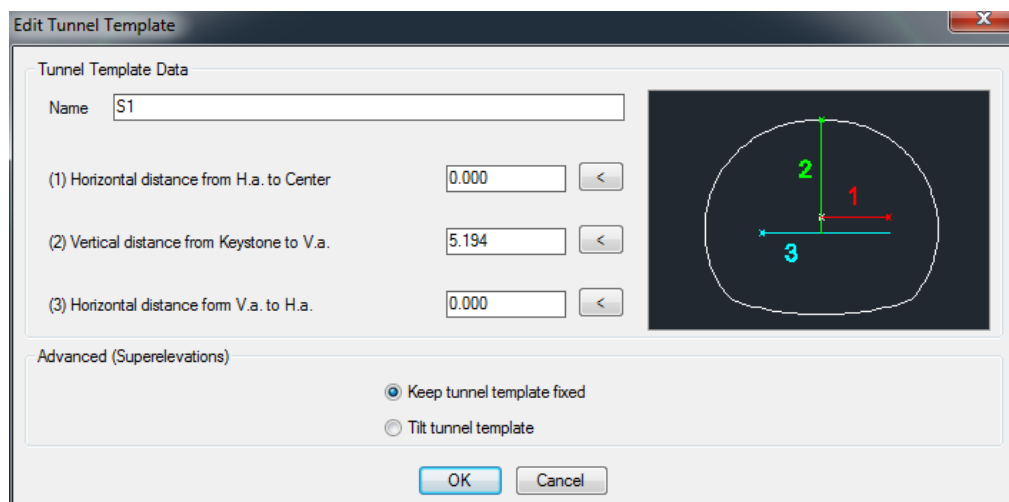 Edit Tunnel Template
X
Tunnel Template Data
Name S1
(1) Horizontal distance from H.a. to Center 0.000 <
(2) Vertical distance from Keystone to V.a. 5.194 <
(3) Horizontal distance form V.a. to H.a. 0.000 <
2
1
3
Advanced (Superelevations)
Keep tunnel template fixed
Tilt tunnel template
OK Cancel